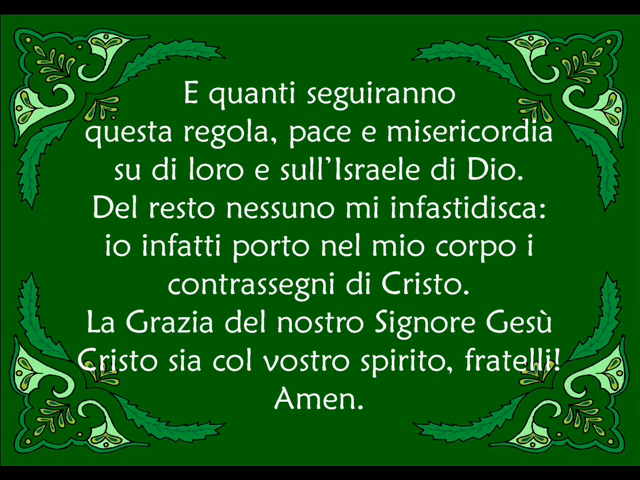 E quanti seguiranno
questa regola, pace e misericordia
su di loro e sull’Israele di Dio.
Del resto nessuno mi infastidisca:
io infatti porto nel mio corpo i
contrassegni di Cristo.
La Grazia del nostro Signore Gesù
Cristo sia col vostro spirito, fratelli!
Amen.